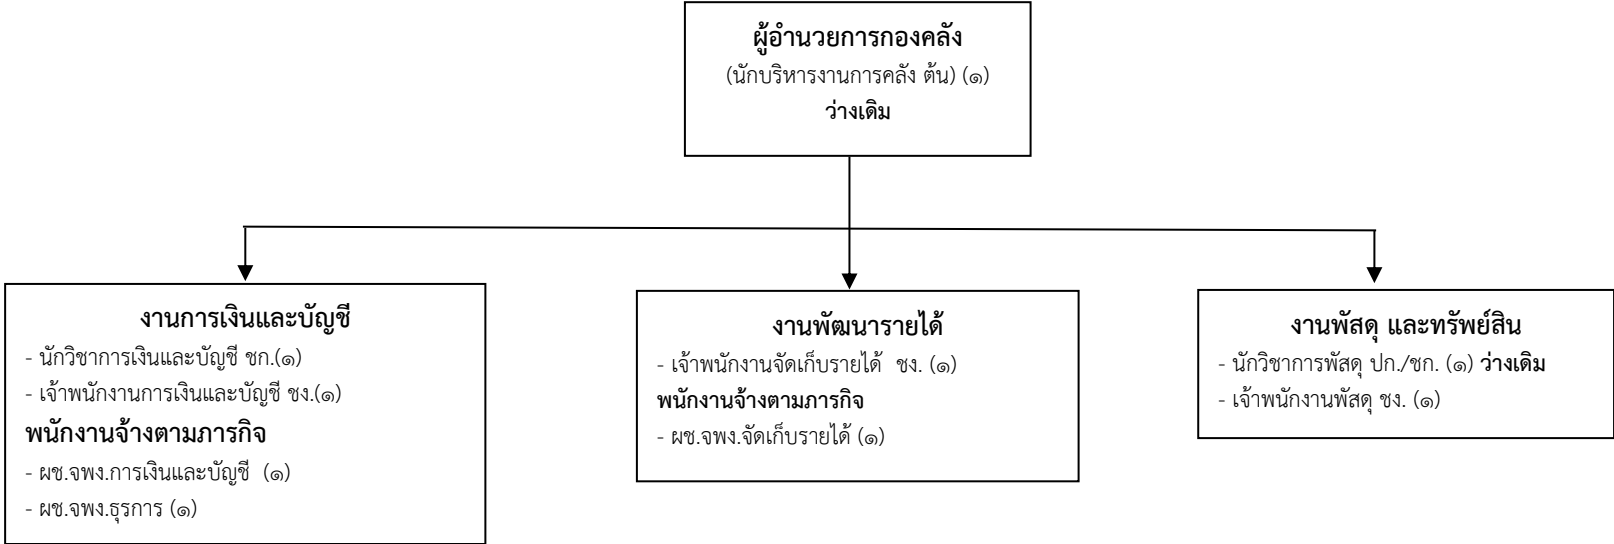 ผู้อำนวยการกองคลัง
(นักบริหารงานการคลัง ต้น) (๑)
ว่างเดิม
งานการเงินและบัญชี
- นักวิชาการเงินและบัญชี ชก.(๑)
- เจ้าพนักงานการเงินและบัญชี ชง.(๑)
พนักงานจ้างตามภารกิจ
- ผช.จพง.การเงินและบัญชี (๑)
- ผช.จพง.ธุรการ (๑)
งานพัฒนารายได้
- เจ้าพนักงานจัดเก็บรายได้ ชง. (๑)
พนักงานจ้างตามภารกิจ
- ผช.จพง.จัดเก็บรายได้ (๑)
งานพัสดุ และทรัพย์สิน
- นักวิชาการพัสดุ ปก./ชก. (๑) ว่างเดิม
- เจ้าพนักงานพัสดุ ชง. (๑)